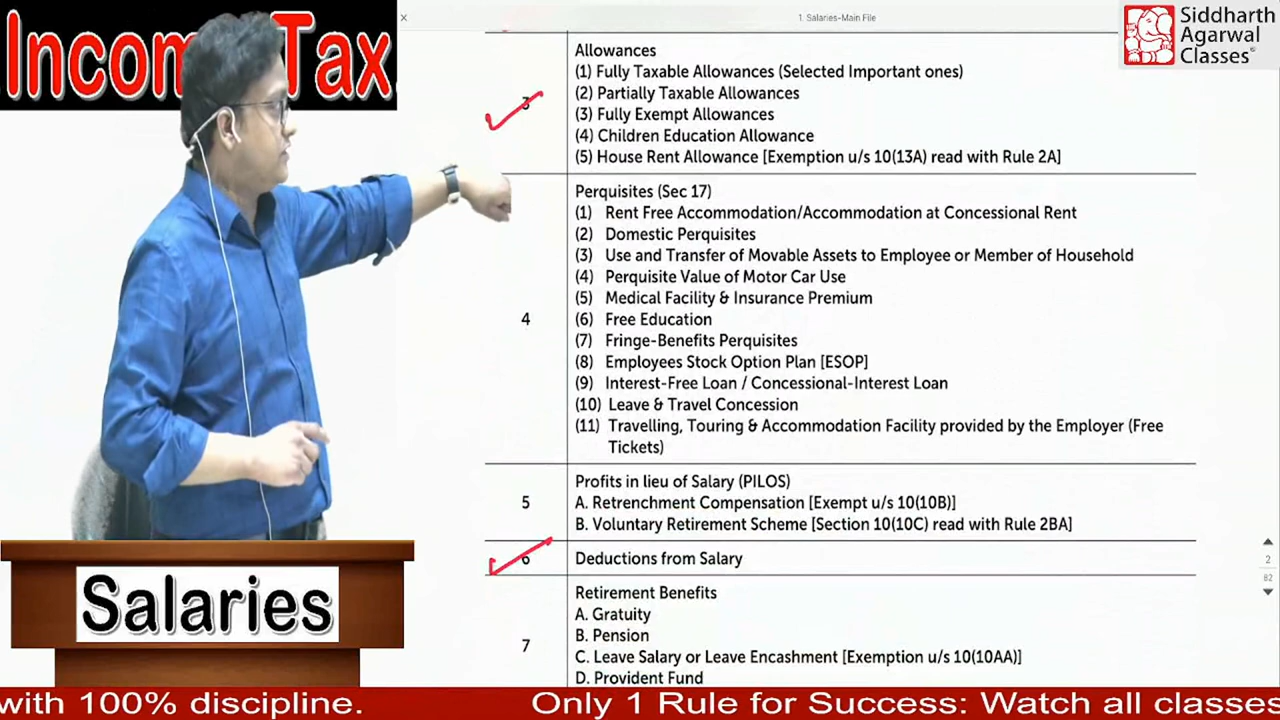 Income Tax
1. Salaries-Main File
Siddharth
Agarwal
Classes
Allowances
(1) Fully Taxable Allowances (Selected Important ones)
(2) Partially Taxable Allowances
3
(3) Fully Exempt Allowances
(4) Children Education Allowance
(5) House Rent Allowance [Exemption u/s 10(13A) read with Rule 2A]
Perquisites (Sec 17)
(1) Rent Free Accommodation/Accommodation at Concessional Rent
(2) Domestic Perquisites
(3) Use and Transfer of Movable Assets to Employee or Member of Household
(4) Perquisite Value of Motor Car Use
(5) Medical Facility & Insurance Premium
4
(6) Free Education
(7) Fringe-Benefits Perquisites
(8) Employees Stock Option Plan [ESOP]
(9) Interest-Free Loan / Concessional-Interest Loan
(10) Leave & Travel Concession
(11) Travelling, Touring & Accommodation Facility provided by the Employer (Free
Tickets)
Profits in lieu of Salary (PILOS)
5
A. Retrenchment Compensation [Exempt u/s 10(10B)]
B. Voluntary Retirement Scheme [Section 10(10C) read with Rule 2BA]
6
Deductions from Salary
2
82
Retirement Benefits
A. Gratuity
B. Pension
7
C. Leave Salary or Leave Encashment [Exemption u/s 10(10AA)]
D. Provident Fund
Salaries
with 100% discipline.
Only 1 Rule for Success: Watch all classes